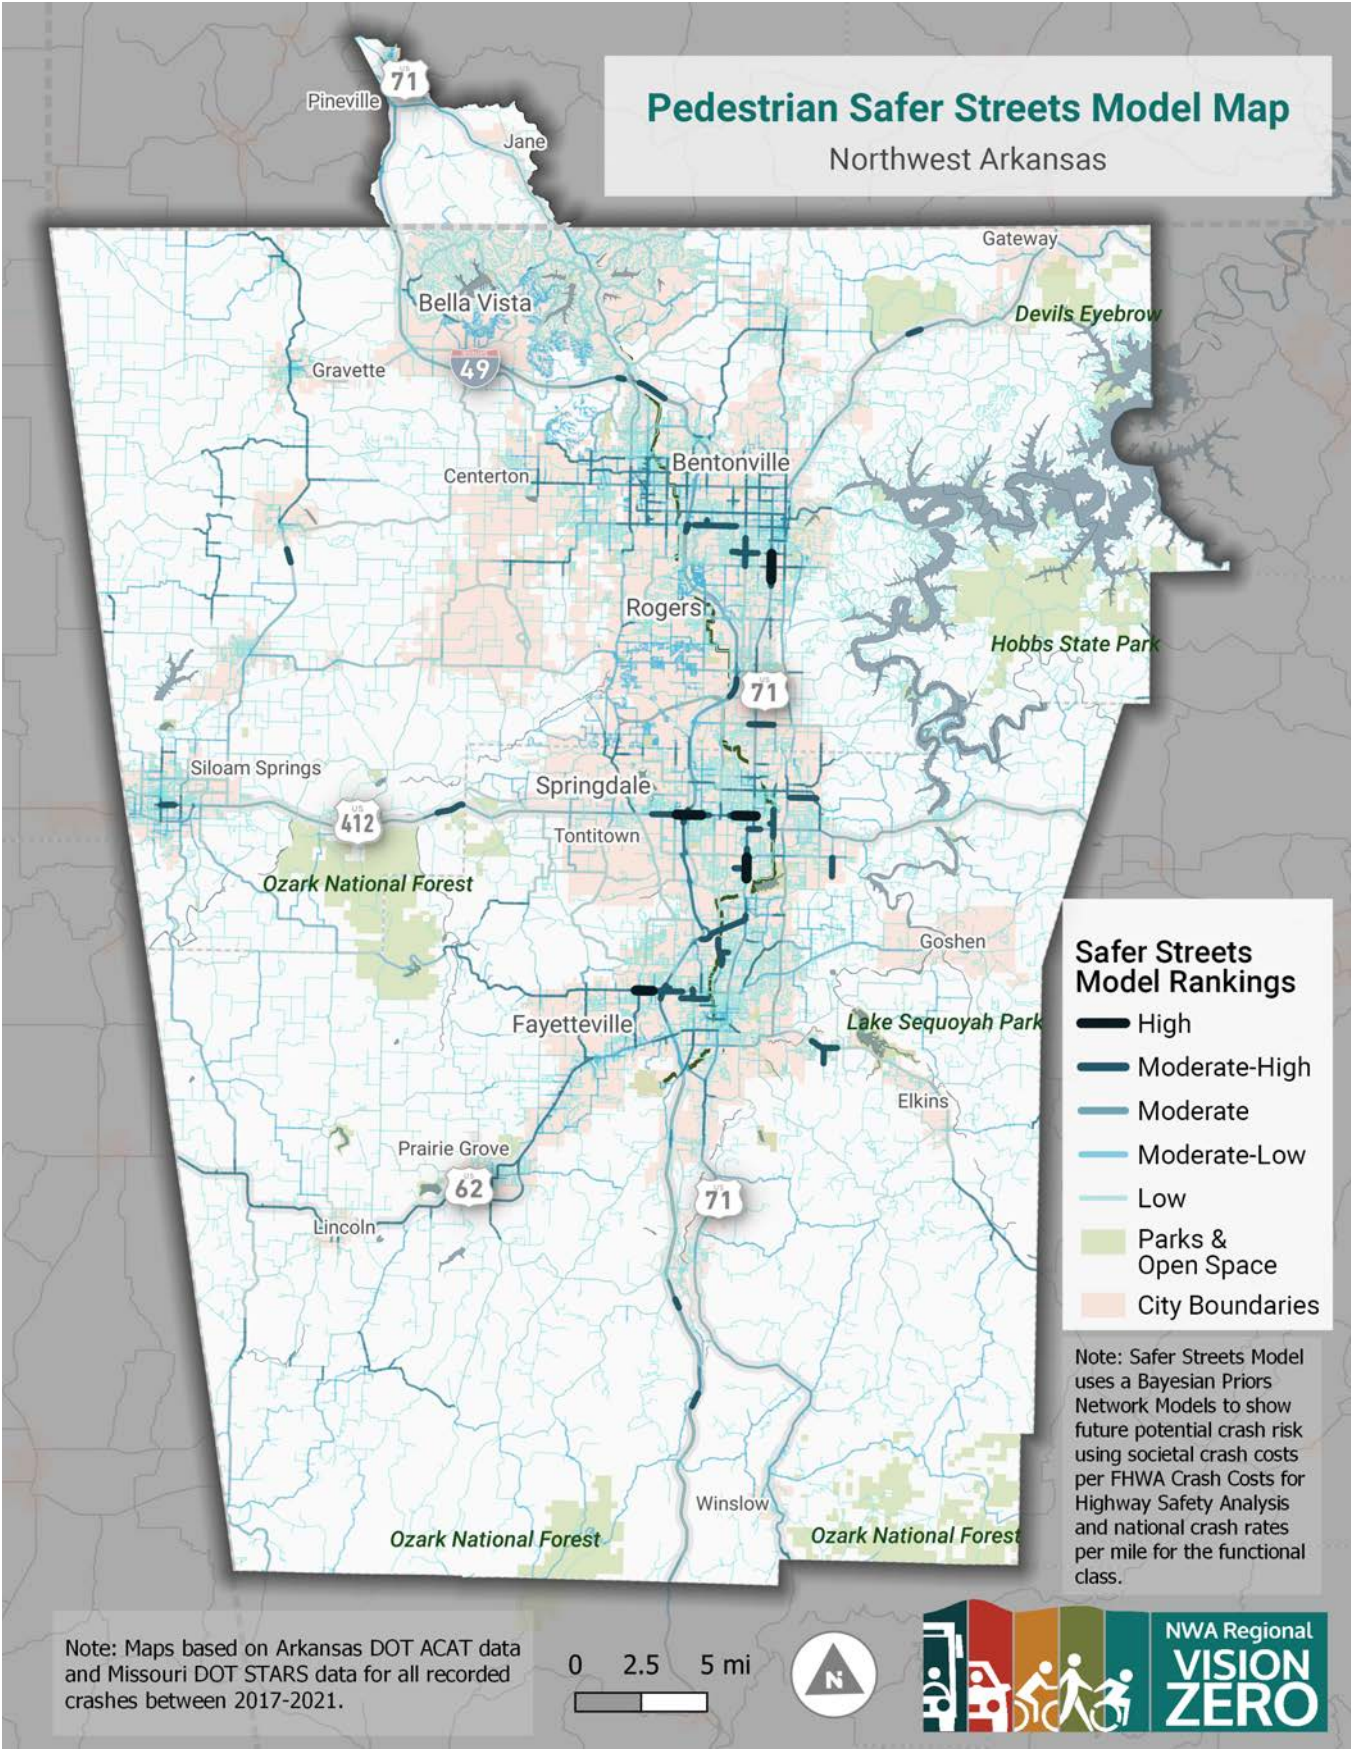 Pedestrian Safer Streets Model Map
Northwest Arkansas
US
71
Pineville
Jane
Gateway
Bella Vista
Devils Eyebrow
49
Gravette
Bentonville
Centerton
Rogers
Hobbs State Park
US
71
Siloam Springs
Springdale
US
412
Tontitown
Ozark National Forest
Goshen
Fayetteville
Lake Sequoyah Park
Elkins
Prairie Grove
US
62
US
71
Lincoln
Winslow
Ozark National Forest
Ozark National Forest
Safer Streets
Model Rankings
High
Moderate-High
Moderate
Moderate-Low
Low
Parks &
Open Space
City Boundaries
Note: Safer Streets Model
uses a Bayesian Priors
Network Models to show
future potential crash risk
using societal crash costs
per FHWA Crash Costs for
Highway Safety Analysis
and national crash rates
per mile for the functional
class.
Note: Maps based on Arkansas DOT ACAT data
and Missouri DOT STARS data for all recorded
crashes between 2017-2021.
0 2.5 5 mi
N
NWA Regional
VISION
ZERO